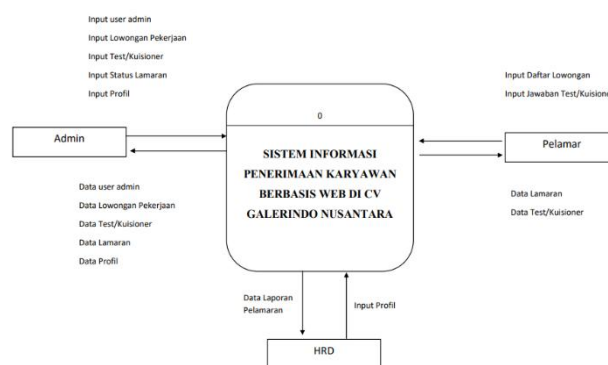 Input user admin
Input Lowongan Pekerjaan
Input Test/Kuisioner
Input Status Lamaran
Input Profil
Admin
Data user admin
Data Lowongan Pekerjaan
Data Test/Kuisioner
Data Lamaran
Data Profil
0
SISTEM INFORMASI
PENERIMAAN KARYAWAN
BERBASIS WEB DI CV
GALERINDO NUSANTARA
Input Daftar Lowongan
Input Jawaban Test/Kuisione
Pelamar
Data Lamaran
Data Test/Kuisioner
Data Laporan
Pelamaran
Input Profil
HRD